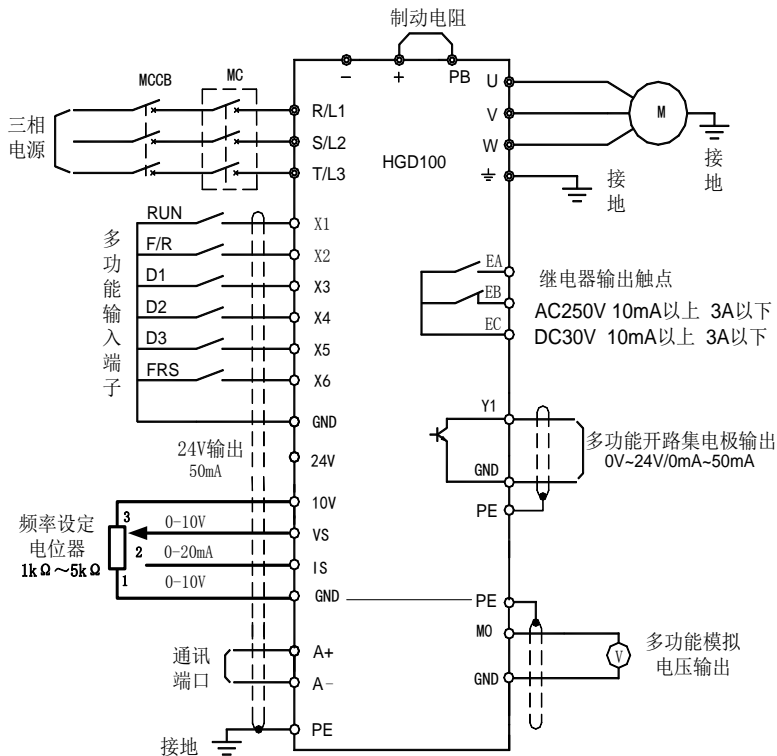 制动电阻
- + PB
MCCB MC
三相
电源
R/L1
S/L2
T/L3
HGD100
U
V
W
M
接
地
接
地
多
功
能
输
入
端
子
RUN X1
F/R X2
D1 X3
D2 X4
D3 X5
FRS X6
GND
24V输出
50mA
24V
EA
EB
EC
继电器输出触点
AC250V 10mA以上 3A以下
DC30V 10mA以上 3A以下
Y1
GND
PE
多功能开路集电极输出
0V~24V/0mA~50mA
频率设定
电位器
1kΩ～5kΩ
3
2
1
10V
0-10V VS
0-20mA IS
0-10V GND
PE
MO
GND
V
多功能模拟
电压输出
通讯
端口
A+
A-
PE
接地